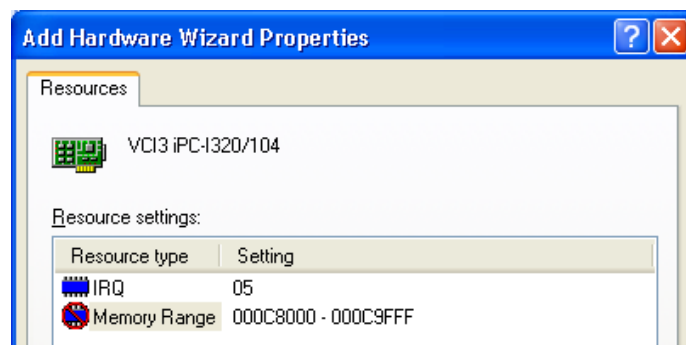 Add Hardware Wizard Properties
Resources
VCI3 iPC-I320/104
Resource settings:
Resource type Setting
IRQ 05
Memory Range 000C8000 - 000C9FFF